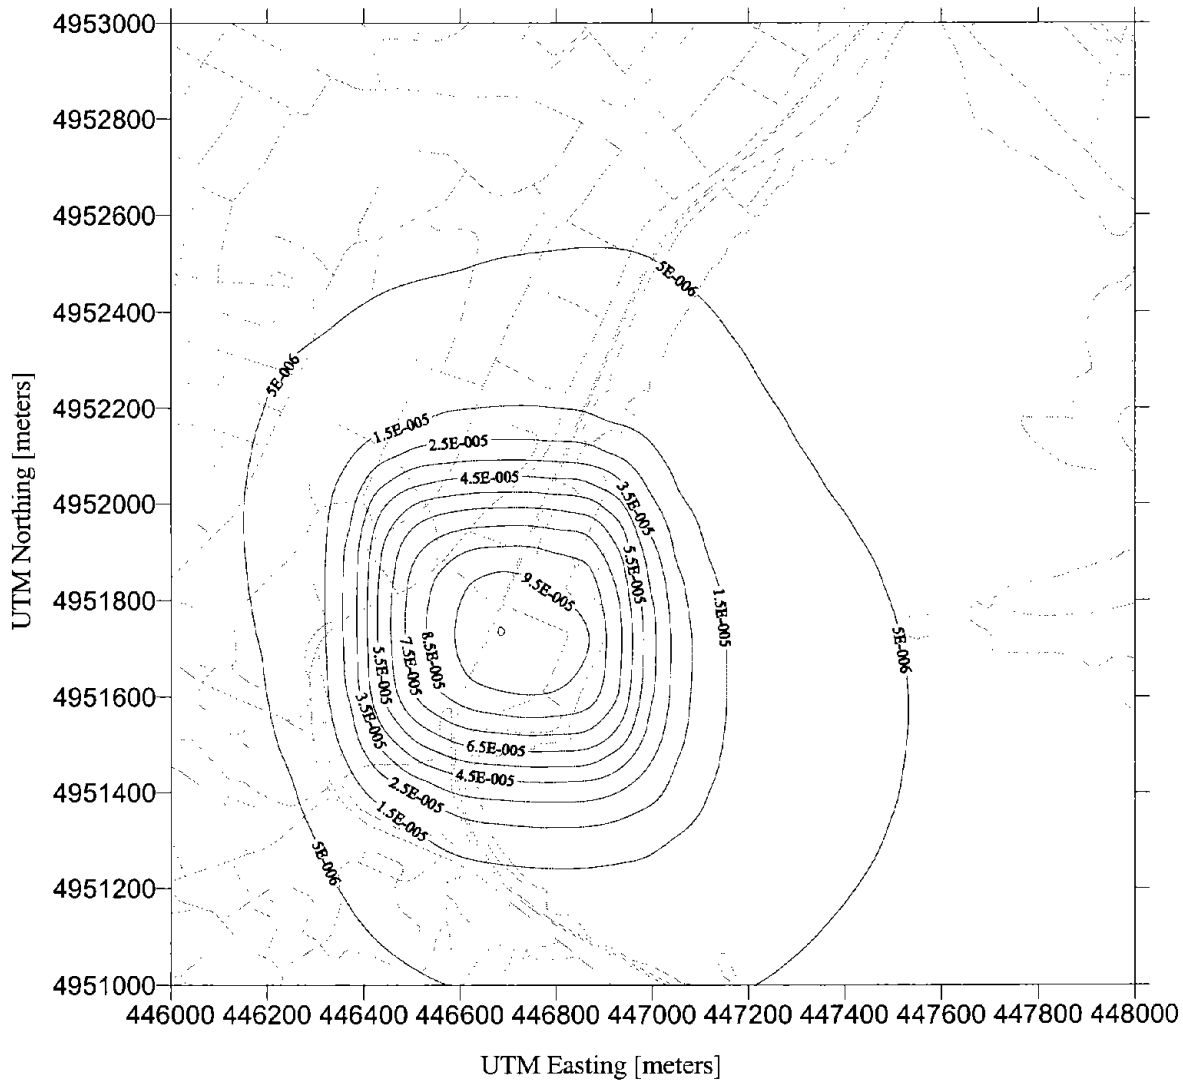 4953000
4952800
4952600
4952400
4952200
4952000
4951800
4951600
4951400
4951200
4951000
UTM Northing [meters]
5E-006
5E-006
1.5E-005
2.5E-005
4.5E-005
3.5E-005
5.5E-005
9.5E-005
1.5E-005
5E-006
8.5E-005
7.5E-005
5.5E-005
3.5E-005
6.5E-005
4.5E-005
2.5E-005
1.5E-005
5E-006
446000 446200 446400 446600 446800 447000 447200 447400 447600 447800 448000
UTM Easting [meters]